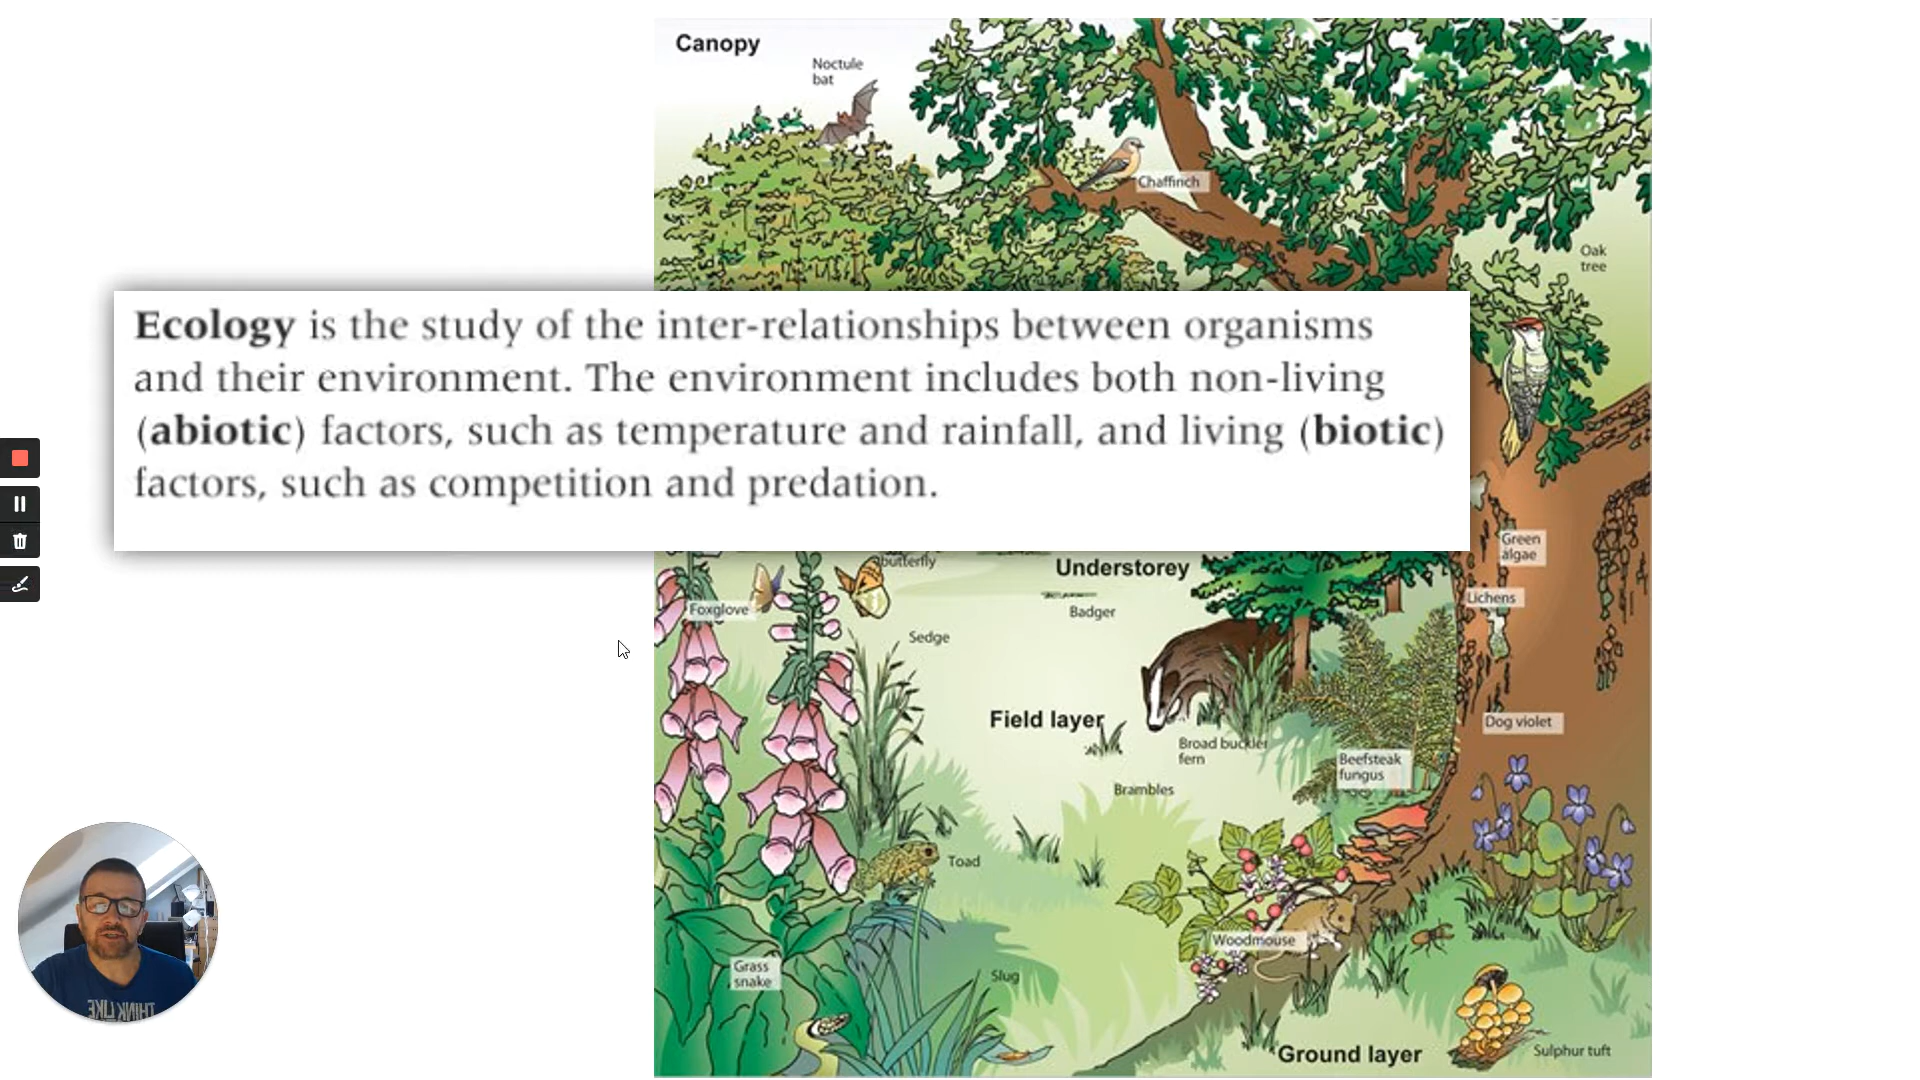 Canopy
Noctule
bat
Chaffinch
Oak
tree
Ecology is the study of the inter-relationships between organisms
and their environment. The environment includes both non-living
(abiotic) factors, such as temperature and rainfall, and living (biotic)
factors, such as competition and predation.
Green
algae
butterfly
Understorey
Lichens
Foxglove
Badger
Sedge
Field layer
Dog violet
Broad buckler
fern
Beefsteak
fungus
Brambles
Toad
Woodmouse
Grass
snake
Slug
THINK LIKE
Ground layer
Sulphur tuft